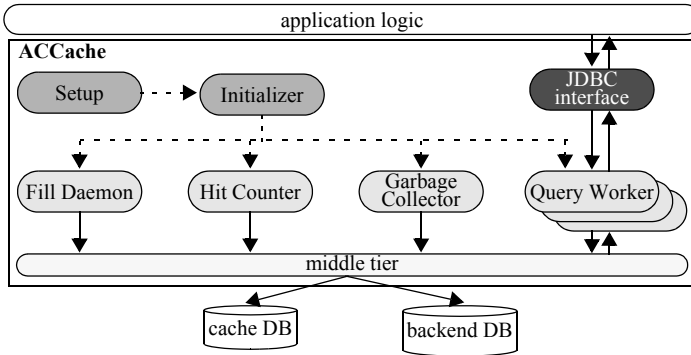 application logic
ACCache
Setup
Initializer
JDBC
interface
Fill Daemon
Hit Counter
Garbage
Collector
Query Worker
middle tier
cache DB
backend DB